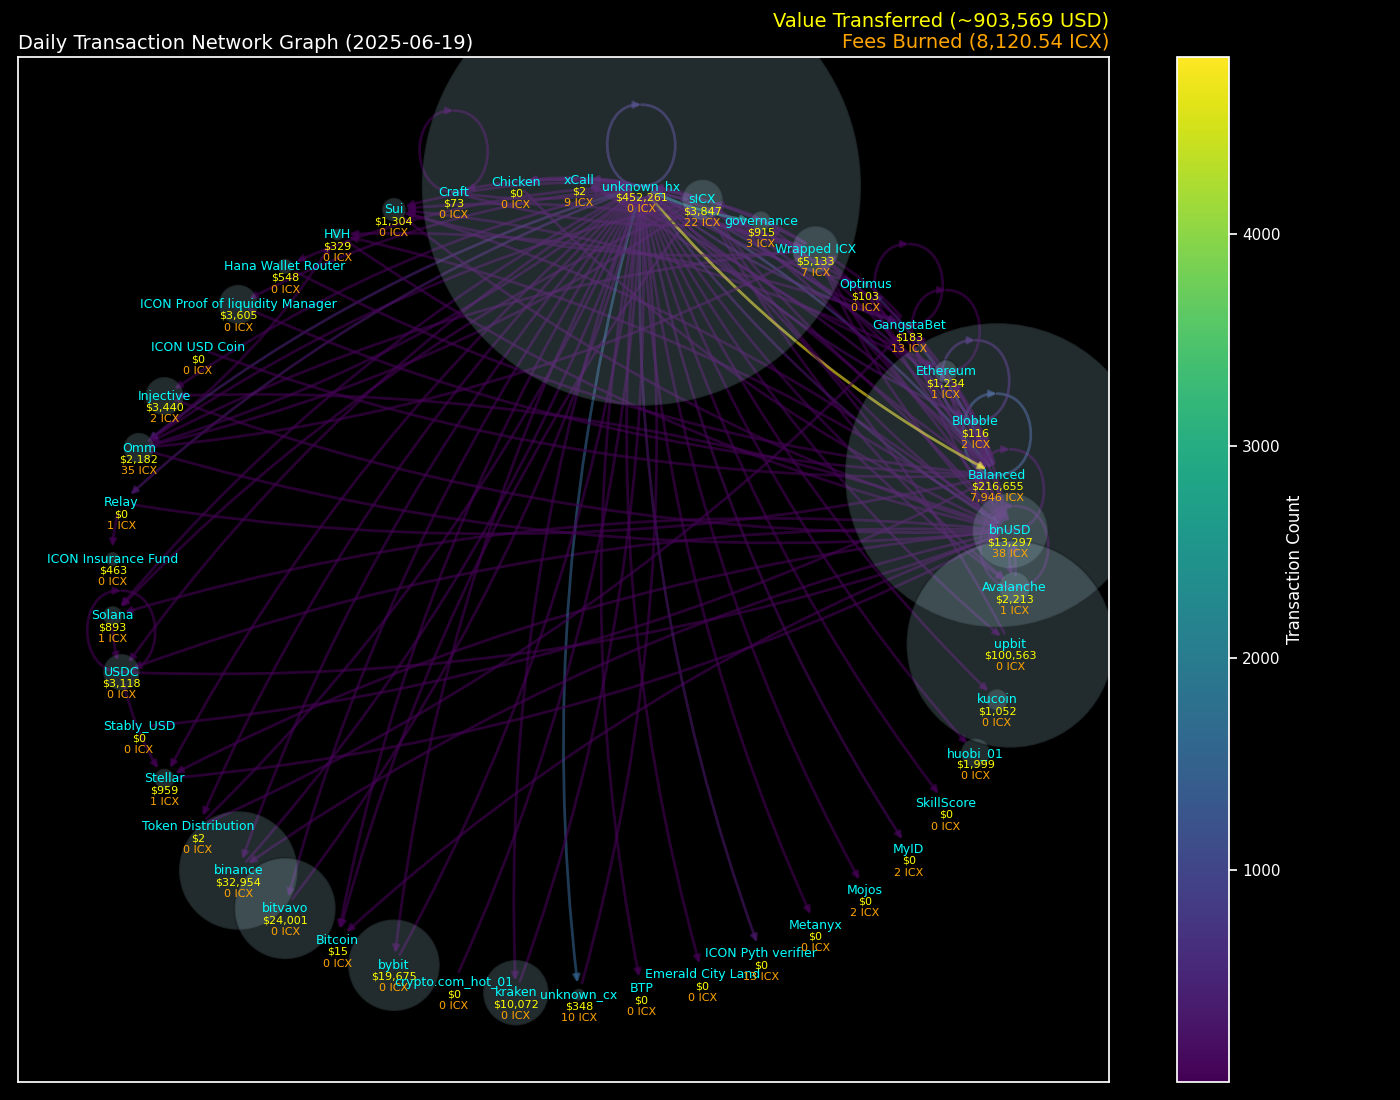 Value Transferred (~903,569 USD)
Daily Transaction Network Graph (2025-06-19)
Fees Burned (8,120.54 ICX)
unknown_hx
$452,261
0 ICX
xCall
$2
9 ICX
Chicken
$0
0 ICX
Craft
$73
0 ICX
Sui
$1,304
0 ICX
HVH
$329
0 ICX
Hana Wallet Router
$548
0 ICX
ICON Proof of liquidity Manager
$3,605
0 ICX
ICON USD Coin
$0
0 ICX
Injective
$3,440
2 ICX
Omm
$2,182
35 ICX
Relay
$0
1 ICX
ICON Insurance Fund
$463
0 ICX
Solana
$893
1 ICX
USDC
$3,118
0 ICX
Stably_USD
$0
0 ICX
Stellar
$959
1 ICX
Token Distribution
$2
0 ICX
binance
$32,954
0 ICX
bitvavo
$24,001
0 ICX
Bitcoin
$15
0 ICX
bybit
$19,675
0 ICX
crypto.com_hot_01
$0
0 ICX
kraken
$10,072
0 ICX
unknown_cx
$348
10 ICX
BTP
$0
0 ICX
Emerald City Land
$0
0 ICX
ICON Pyth verifier
$0
13 ICX
Metanyx
$0
0 ICX
Mojos
$0
2 ICX
MyID
$0
2 ICX
SkillScore
$0
0 ICX
huobi_01
$1,999
0 ICX
kucoin
$1,052
0 ICX
upbit
$100,563
0 ICX
Avalanche
$2,213
1 ICX
bnUSD
$13,297
38 ICX
Balanced
$216,655
7,946 ICX
Blobble
$116
2 ICX
Ethereum
$1,234
1 ICX
GangstaBet
$183
13 ICX
Optimus
$103
0 ICX
Wrapped ICX
$5,133
7 ICX
governance
$915
3 ICX
sICX
$3,847
22 ICX
4000
3000
2000
1000
Transaction Count